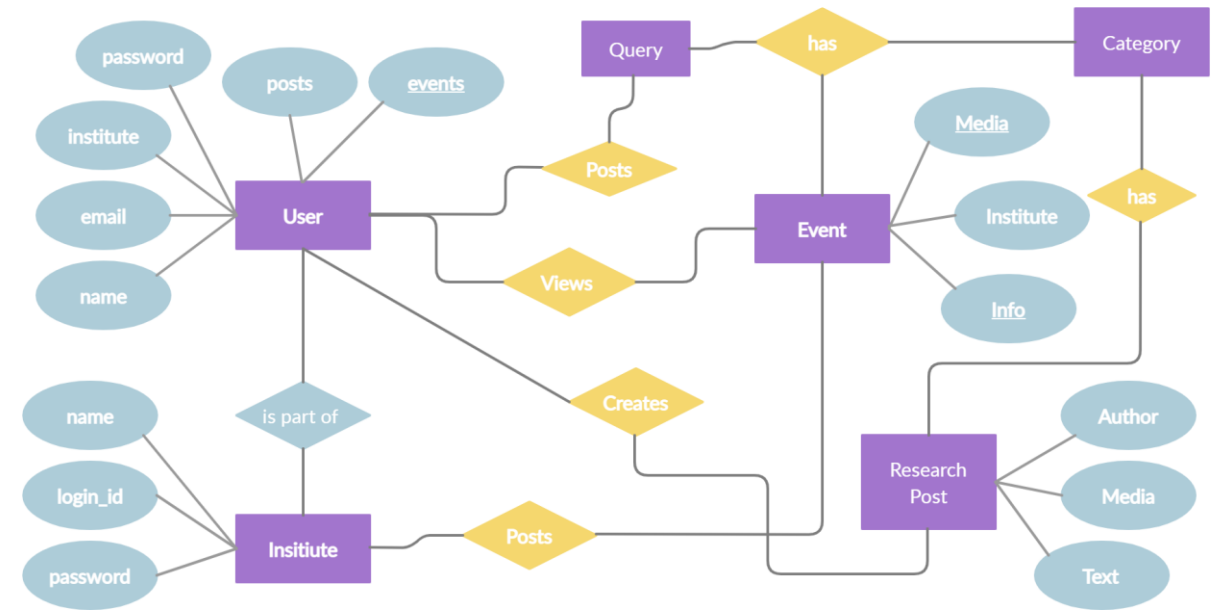 password
posts
events
Query
has
Category
institute
Media
Posts
has
email
User
Event
Institute
name
Views
Info
name
is part of
Creates
Author
login_id
Research
Post
Media
password
Insitiute
Posts
Text